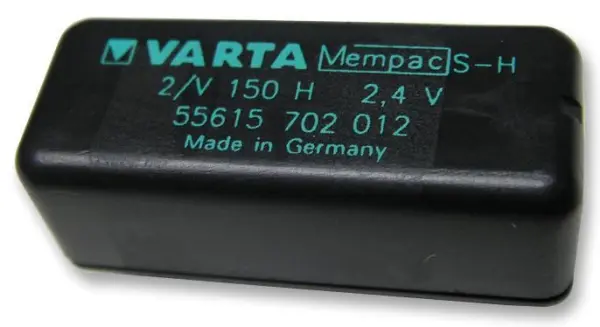 VARTA Mempac S-H
2/V 150 H 2,4 V
55615 702 012
Made in Germany